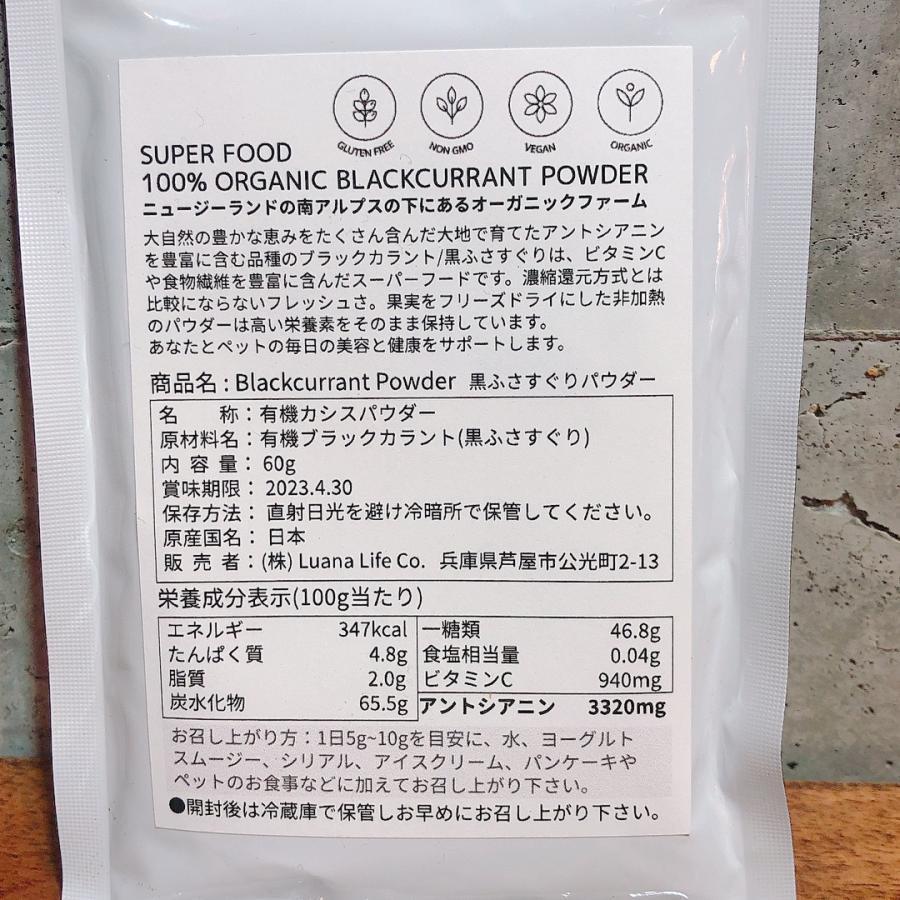 GLUTEN FREE
NON GMO
VEGAN
ORGANIC
SUPER FOOD
100% ORGANIC BLACKCURRANT POWDER
ニュージーランドの南アルプスの下にあるオーガニックファーム
大自然の豊かな恵みをたくさん含んだ大地で育てたアントシアニン
を豊富に含む品種のブラックカラント/黒ふさすぐりは、ビタミンC
や食物繊維を豊富に含んだスーパーフードです。濃縮還元方式とは
比較にならないフレッシュさ。果実をフリーズドライにした非加熱
のパウダーは高い栄養素をそのまま保持しています。
あなたとペットの毎日の美容と健康をサポートします。
商品名 : Blackcurrant Powder 黒ふさすぐりパウダー
名 称：有機カシスパウダー
原材料名：有機ブラックカラント(黒ふさすぐり)
内 容 量： 60g
賞味期限： 2023.4.30
保存方法： 直射日光を避け冷暗所で保管してください。
原産国名： 日本
販 売 者：(株) Luana Life Co. 兵庫県芦屋市公光町2-13
栄養成分表示(100g当たり)
エネルギー 347kcal 一糖類 46.8g
たんぱく質 4.8g 食塩相当量 0.04g
脂質 2.0g ビタミンC 940mg
炭水化物 65.5g アントシアニン 3320mg
お召し上がり方：1日5g~10gを目安に、水、ヨーグルト
スムージー、シリアル、アイスクリーム、パンケーキや
ペットのお食事などに加えてお召し上がり下さい。
●開封後は冷蔵庫で保管しお早めにお召し上がり下さい。